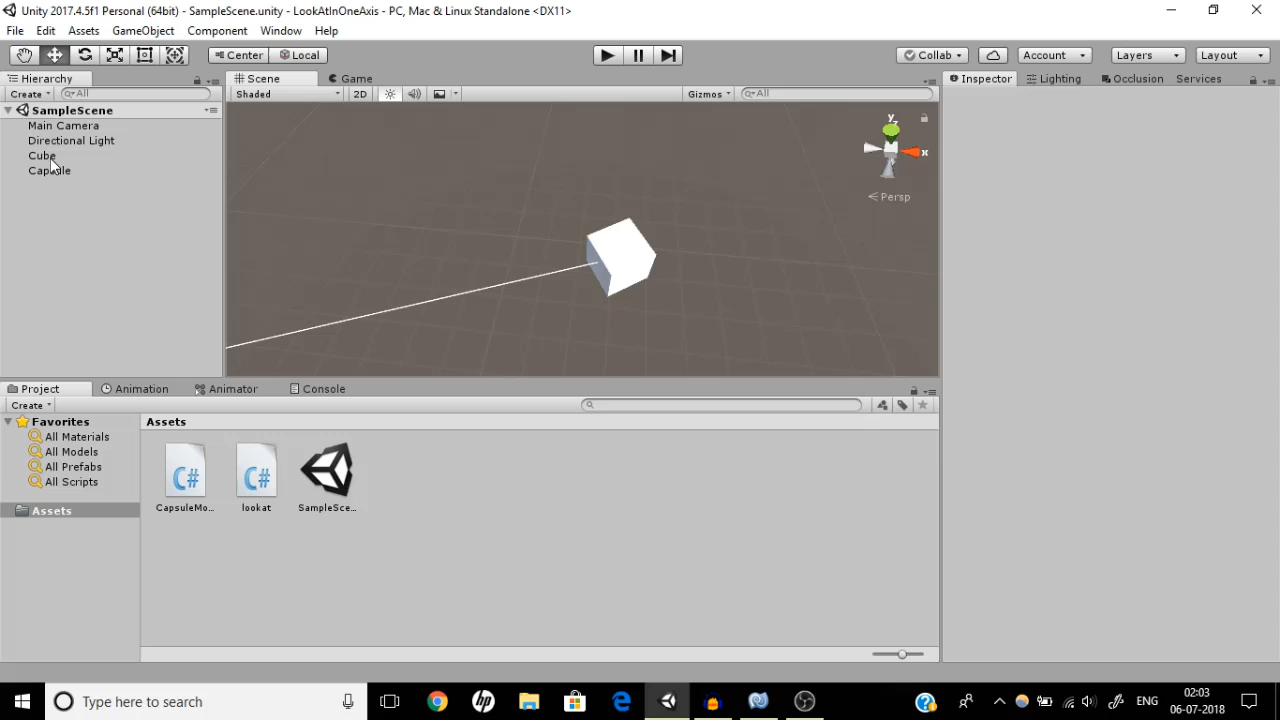 Unity 2017.4.5f1 Personal (64bit) - SampleScene.unity - LookAtInOneAxis - PC, Mac & Linux Standalone <DX11>
File Edit Assets GameObject Component Window Help
Center Local Collab Account Layers Layout
Hierarchy Scene Game Inspector Lighting Occlusion Services
Create All Shaded 2D Gizmos All
SampleScene
Main Camera
Directional Light
Cube
Capsule
y
z
x
Persp
Project Animation Animator Console
Create
Favorites Assets
All Materials
All Models
All Prefabs
All Scripts
C# C#
CapsuleMo... lookat SampleSce...
Assets
Type here to search ENG 02:03
06-07-2018